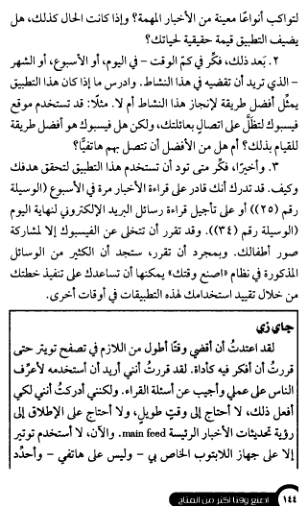 لتواكب أنواعًا معينة من الأخبار المهمة؟ وإذا كانت الحال كذلك، هل
يضيف التطبيق قيمة حقيقية لحياتك؟
٢. بَعد ذلك، فكِّر في كمّ الوقت – في اليوم، أو الأسبوع، أو الشهر
– الذي تريد أن تقضيه في هذا النشاط. وادرس ما إذا كان هذا التطبيق
يمثِّل أفضل طريقة لإنجاز هذا النشاط أم لا. مثلًا: قد تستخدم موقع
فيسبوك لتظَلَّ على اتصالٍ بعائلتك، ولكن هل فيسبوك هو أفضل طريقة
للقيام بذلك؟ أم هل من الأفضل أن تتصل بهم هاتفيًّا؟
٣. وأخيرًا، فكِّر متى تود أن تستخدم هذا التطبيق لتحقق هدفك
وكيف. قد تدرك أنك قادر على قراءة الأخبار مرة في الأسبوع (الوسيلة
رقم (٢٥)) أو على تأجيل قراءة رسائل البريد الإلكتروني لنهاية اليوم
(الوسيلة رقم (٣٤)). وقد تقرر أن تتخلى عن الفيسبوك إلا لمشاركة
صور أطفالك. وبمجرد أن تقرر، ستجد أن الكثير من الوسائل
المذكورة في نظام «اصنع وقتك» يمكنها أن تساعدك على تنفيذ خطتك
من خلال تقييد استخدامك لهذه التطبيقات في أوقات أخرى.
جاي زي
لقد اعتدتُ أن أقضي وقتًا أطول من اللازم في تصفح تويتر حتى
قررتُ أن أفكر فيه كأداة. لقد قررتُ أنني أريد أن أستخدمه لأعرِّف
الناس على عملي وأجيب عن أسئلة القراء. ولكنني أدركتُ أنني لكي
أفعل ذلك، لا أحتاج إلى وقتٍ طويلٍ، ولا أحتاج على الإطلاق إلى
رؤية تحديثات الأخبار الرئيسة main feed. والآن، لا أستخدم تويتر
إلا على جهاز اللابتوب الخاص بي – وليس على هاتفي – وأحدِّد
١٤٤ اصنع وقتًا أكثر من المتاح